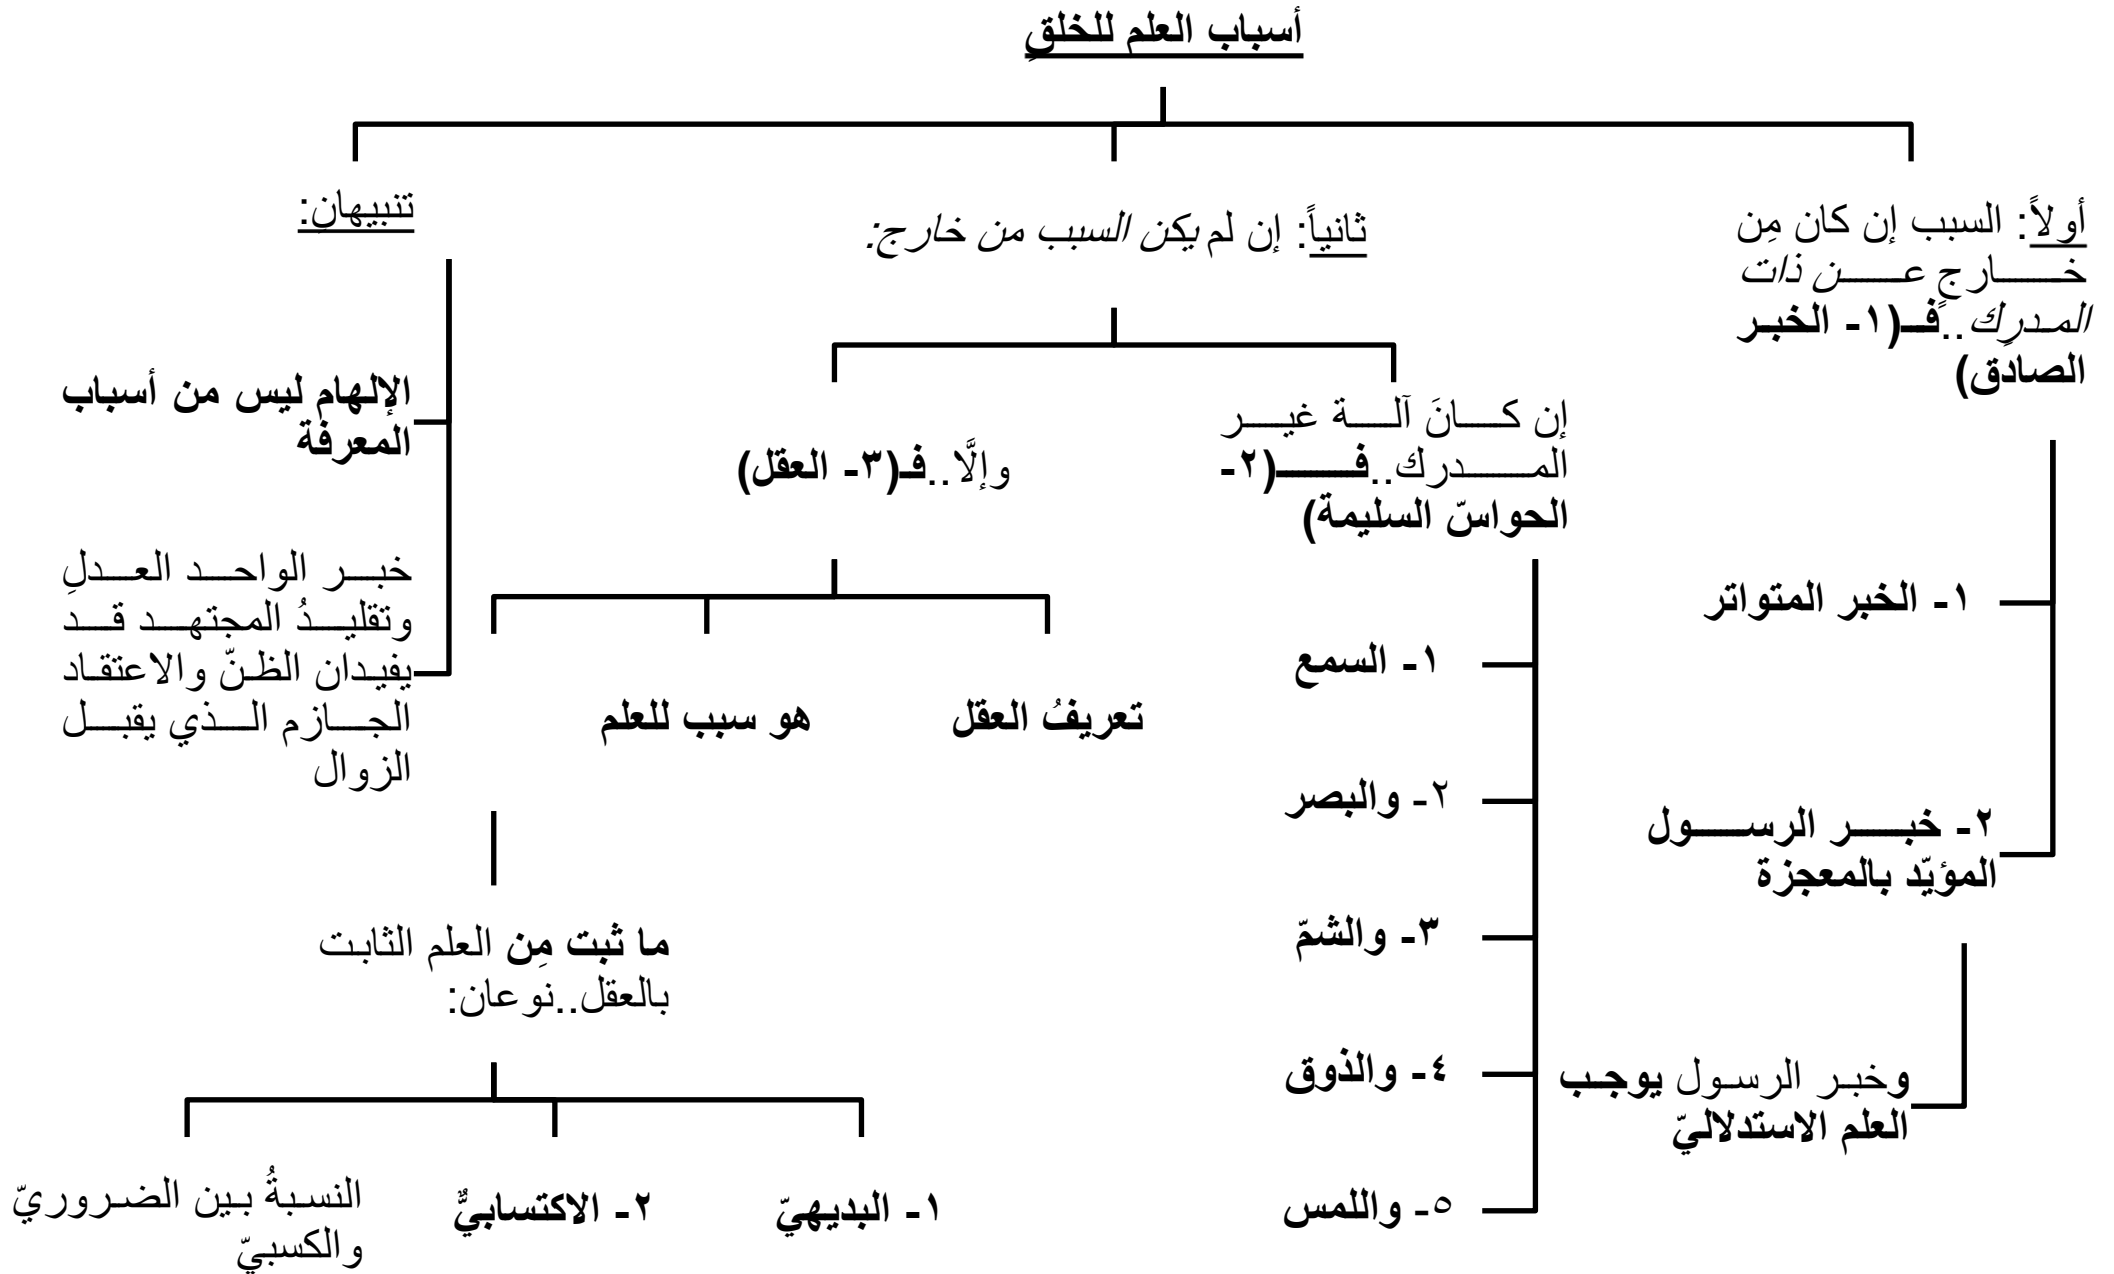 أسباب العلم للخلقِ
أولاً: السبب إن كان مِن
خارجٍ عن ذات
المدرِك..فـ(١- الخبر
الصادق)
١- الخبر المتواتر
٢- خبر الرسول
المؤيّد بالمعجزة
وخبر الرسول يوجب
العلم الاستدلاليّ
ثانياً: إن لم يكن السبب من خارج:
إن كانَ آلة غير
المدرك..فـ(٢-
الحواسّ السليمة)
١- السمع
٢- والبصر
٣- والشمّ
٤- والذوق
٥- واللمس
وإلَّا..فـ(٣- العقل)
تعريفُ العقل
هو سبب للعلم
ما ثبت مِن العلم الثابت
بالعقل..نوعان:
١- البديهيّ
٢- الاكتسابيٌّ
النسبةُ بين الضروريّ
والكسبيّ
تنبيهانِ:
الإلهام ليس من أسباب
المعرفة
خبر الواحد العدلِ
وتقليدُ المجتهد قد
يفيدان الظنّ والاعتقاد
الجازم الذي يقبل
الزوال